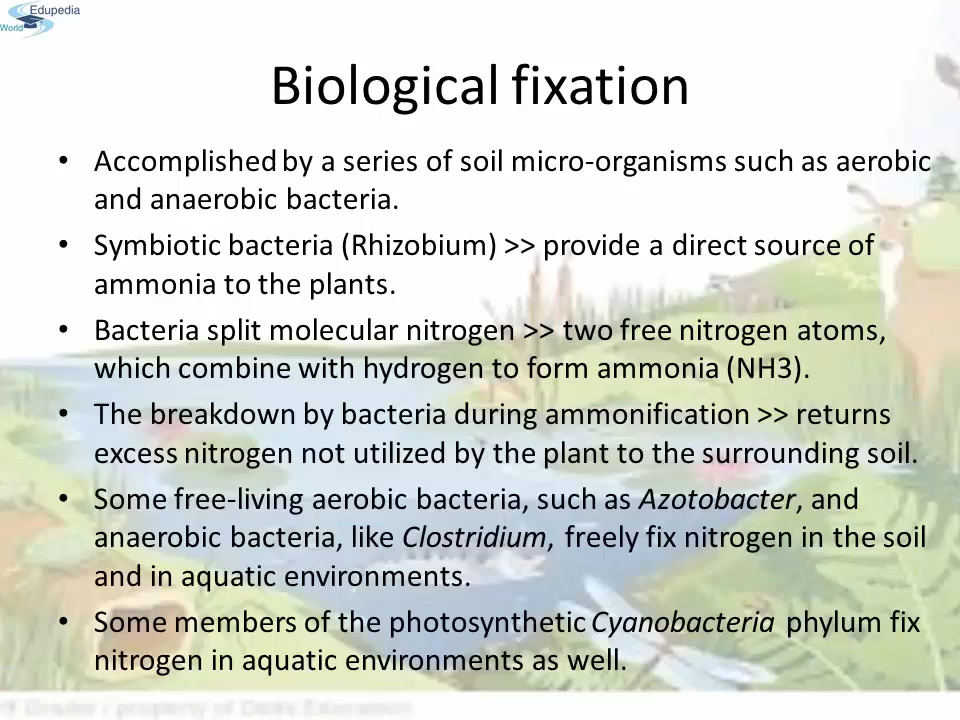 Edupedia
World
Biological fixation
• Accomplished by a series of soil micro-organisms such as aerobic
and anaerobic bacteria.
• Symbiotic bacteria (Rhizobium) >> provide a direct source of
ammonia to the plants.
• Bacteria split molecular nitrogen >> two free nitrogen atoms,
which combine with hydrogen to form ammonia (NH3).
• The breakdown by bacteria during ammonification >> returns
excess nitrogen not utilized by the plant to the surrounding soil.
• Some free-living aerobic bacteria, such as Azotobacter, and
anaerobic bacteria, like Clostridium, freely fix nitrogen in the soil
and in aquatic environments.
• Some members of the photosynthetic Cyanobacteria phylum fix
nitrogen in aquatic environments as well.